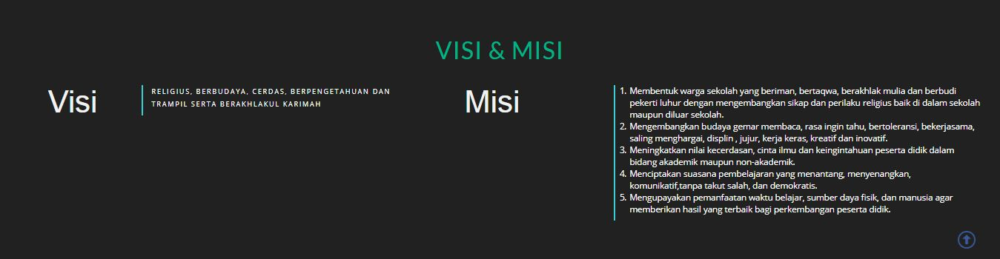 VISI & MISI
Visi
RELIGIUS, BERBUDAYA, CERDAS, BERPENGETAHUAN DAN
TRAMPIL SERTA BERAKHLAKUL KARIMAH
Misi
1. Membentuk warga sekolah yang beriman, bertaqwa, berakhlak mulia dan berbudi
pekerti luhur dengan mengembangkan sikap dan perilaku religius baik di dalam sekolah
maupun diluar sekolah.
2. Mengembangkan budaya gemar membaca, rasa ingin tahu, bertoleransi, bekerjasama,
saling menghargai, displin , jujur, kerja keras, kreatif dan inovatif.
3. Meningkatkan nilai kecerdasan, cinta ilmu dan keingintahuan peserta didik dalam
bidang akademik maupun non-akademik.
4. Menciptakan suasana pembelajaran yang menantang, menyenangkan,
komunikatif,tanpa takut salah, dan demokratis.
5. Mengupayakan pemanfaatan waktu belajar, sumber daya fisik, dan manusia agar
memberikan hasil yang terbaik bagi perkembangan peserta didik.